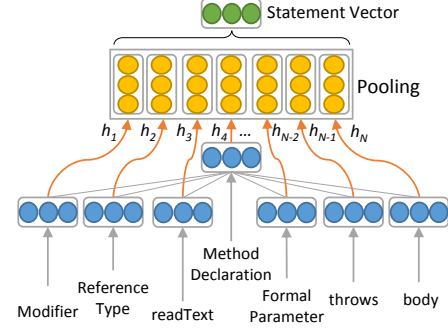 Statement Vector
Pooling
h1 h2 h3 h4 ... hN-2 hN-1 hN
Modifier
Reference
Type
readText
Method
Declaration
Formal
Parameter
throws
body